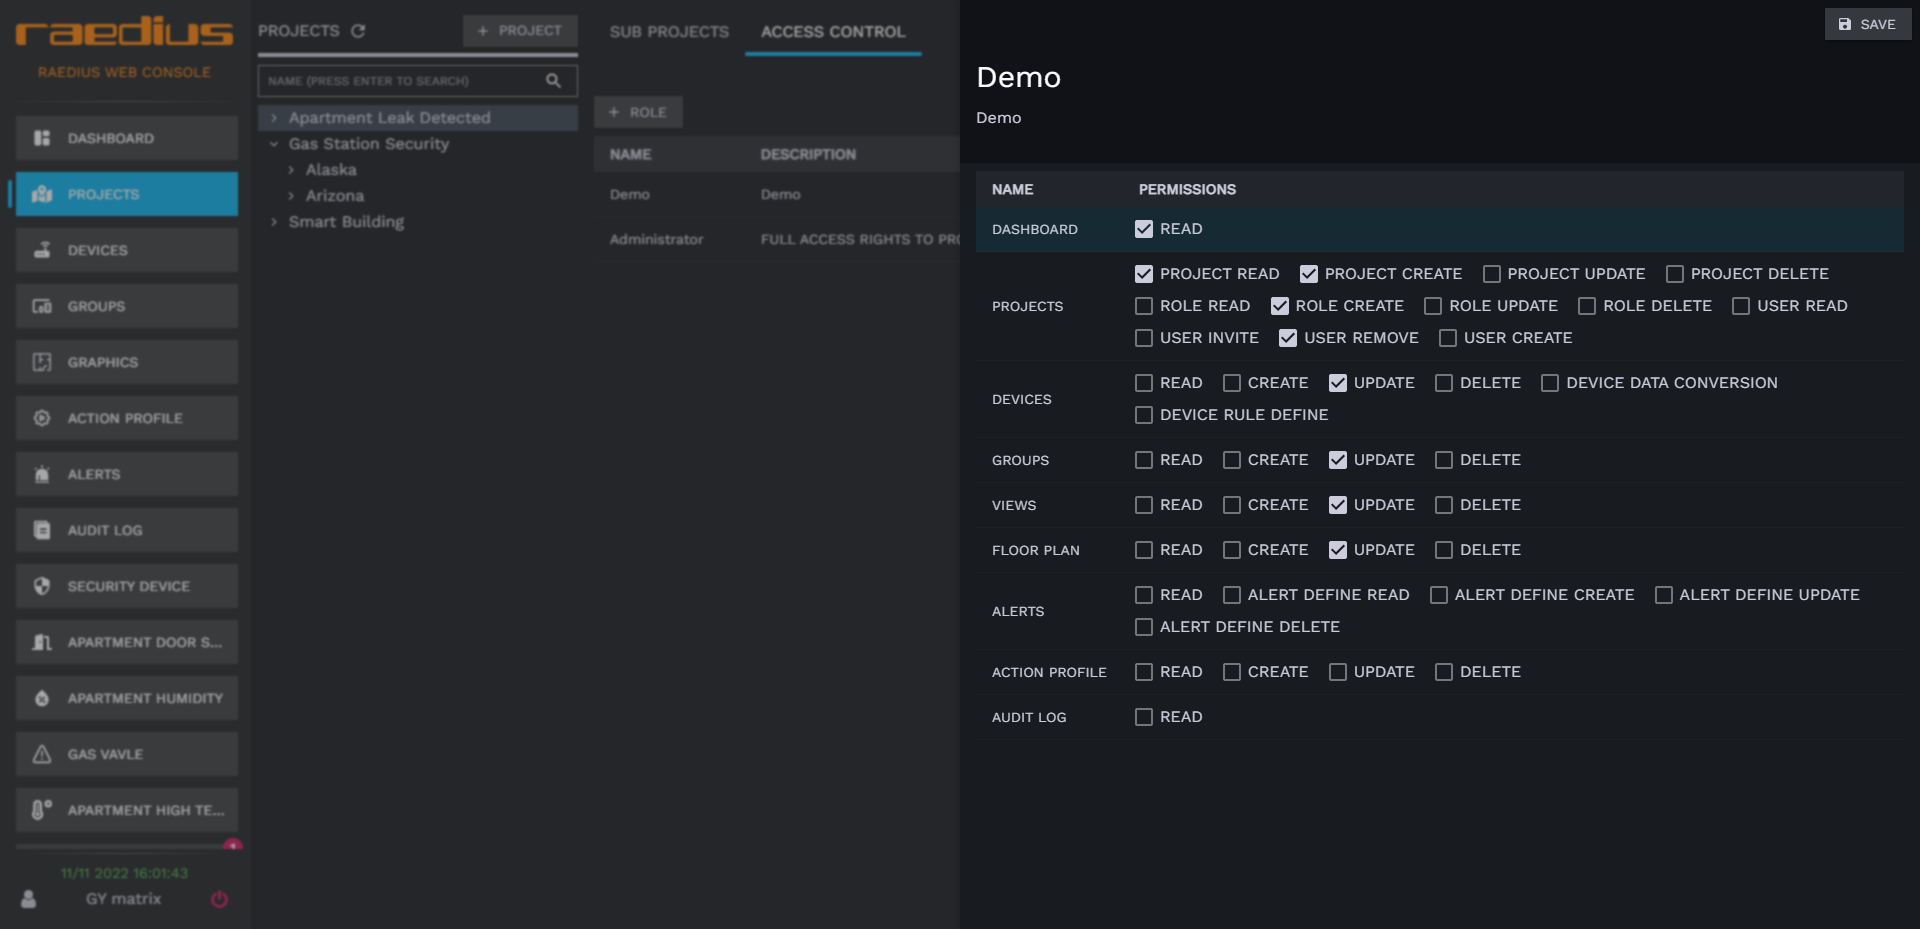 raedius
RAEDIUS WEB CONSOLE
DASHBOARD
PROJECTS
DEVICES
GROUPS
GRAPHICS
ACTION PROFILE
ALERTS
AUDIT LOG
SECURITY DEVICE
APARTMENT DOOR S...
APARTMENT HUMIDITY
GAS VAVLE
APARTMENT HIGH TE...
11/11 2022 16:01:43
GY matrix
PROJECTS
+ PROJECT
NAME (PRESS ENTER TO SEARCH)
Apartment Leak Detected
Gas Station Security
Alaska
Arizona
Smart Building
SUB PROJECTS ACCESS CONTROL
+ ROLE
NAME DESCRIPTION
Demo Demo
Administrator FULL ACCESS RIGHTS TO PRO
SAVE
Demo
Demo
NAME PERMISSIONS
DASHBOARD READ
PROJECTS
PROJECT READ PROJECT CREATE PROJECT UPDATE PROJECT DELETE
ROLE READ ROLE CREATE ROLE UPDATE ROLE DELETE USER READ
USER INVITE USER REMOVE USER CREATE
DEVICES
READ CREATE UPDATE DELETE DEVICE DATA CONVERSION
DEVICE RULE DEFINE
GROUPS READ CREATE UPDATE DELETE
VIEWS READ CREATE UPDATE DELETE
FLOOR PLAN READ CREATE UPDATE DELETE
ALERTS
READ ALERT DEFINE READ ALERT DEFINE CREATE ALERT DEFINE UPDATE
ALERT DEFINE DELETE
ACTION PROFILE READ CREATE UPDATE DELETE
AUDIT LOG READ